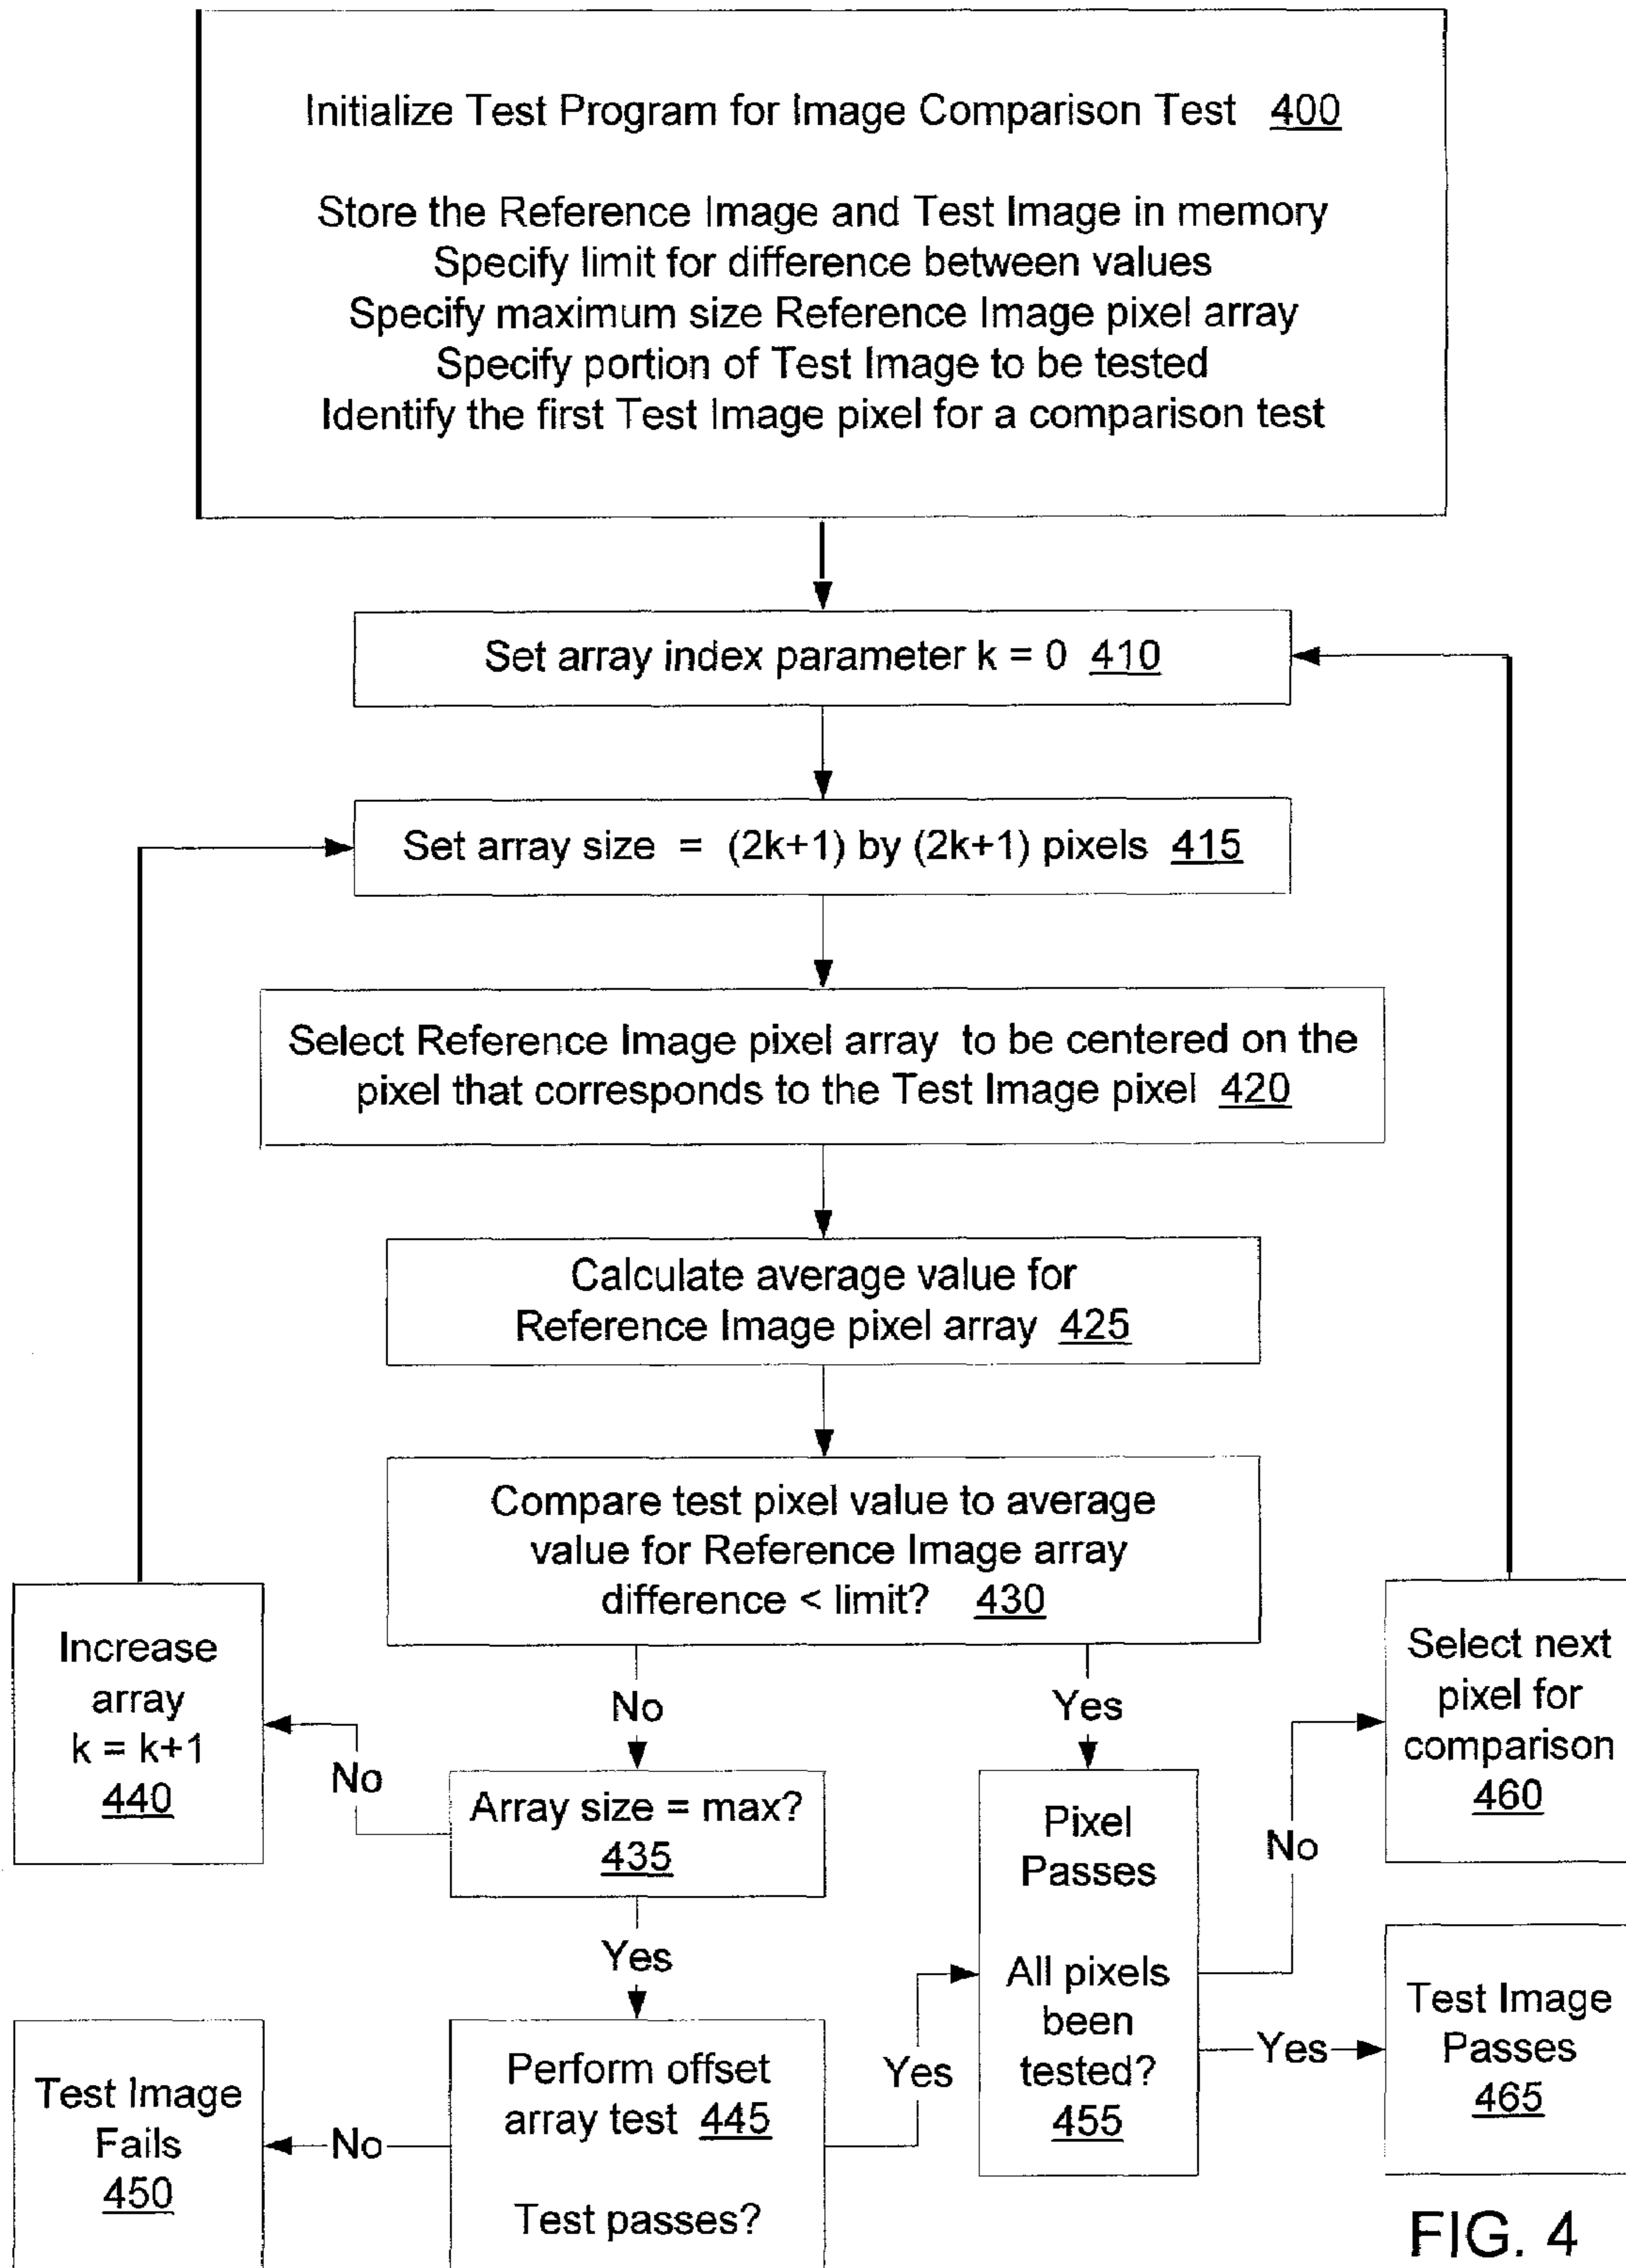 Initialize Test Program for Image Comparison Test 400
Store the Reference Image and Test Image in memory
Specify limit for difference between values
Specify maximum size Reference Image pixel array
Specify portion of Test Image to be tested
Identify the first Test Image pixel for a comparison test
Set array index parameter k = 0 410
Set array size = (2k+1) by (2k+1) pixels 415
Select Reference Image pixel array to be centered on the
pixel that corresponds to the Test Image pixel 420
Calculate average value for
Reference Image pixel array 425
Compare test pixel value to average
value for Reference Image array
difference < limit? 430
Increase
array
k = k+1
440
No
No
Yes
Array size = max?
435
Yes
Pixel
Passes
All pixels
been
tested?
455
No
Select next
pixel for
comparison
460
Yes
Test Image
Passes
465
Perform offset
array test 445
Test passes?
Yes
No
Test Image
Fails
450
FIG. 4